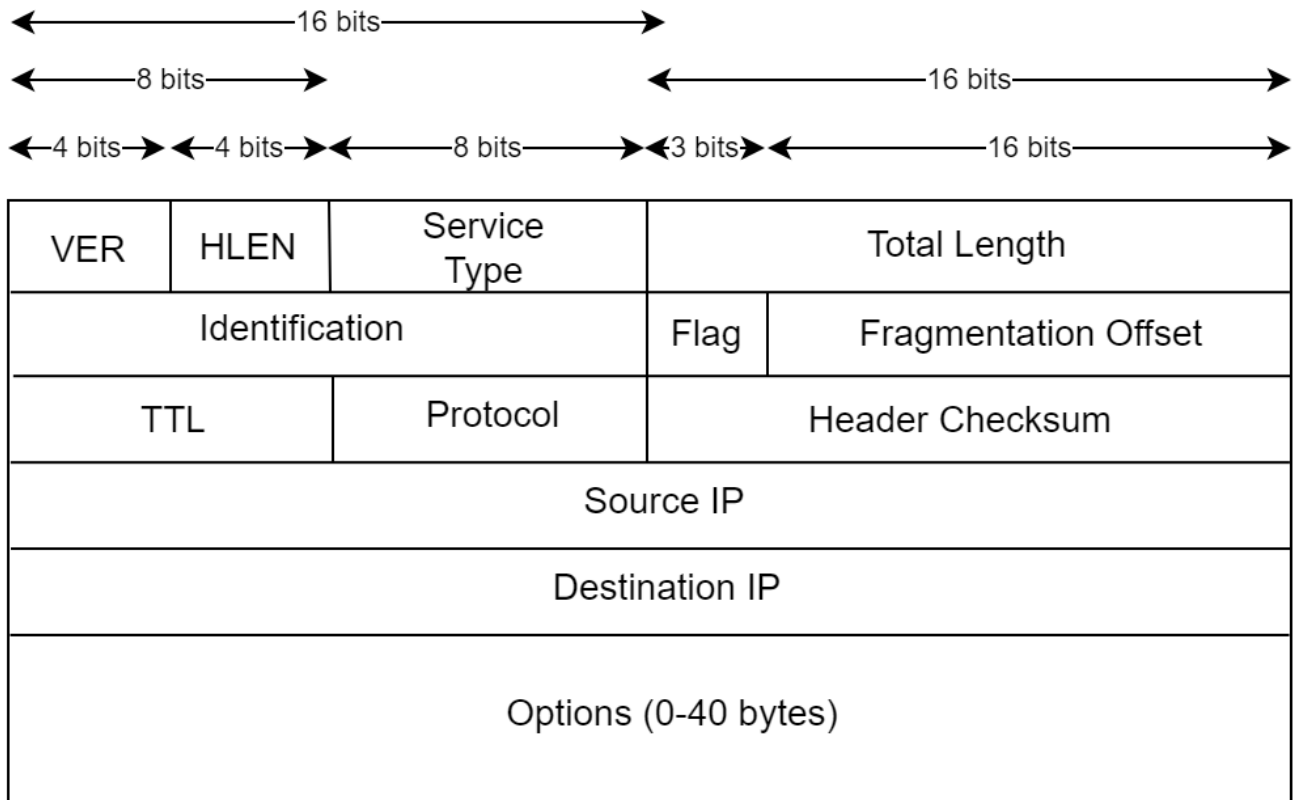 16 bits
8 bits
16 bits
4 bits
4 bits
8 bits
3 bits
16 bits
VER
HLEN
Service
Type
Total Length
Identification
Flag
Fragmentation Offset
TTL
Protocol
Header Checksum
Source IP
Destination IP
Options (0-40 bytes)